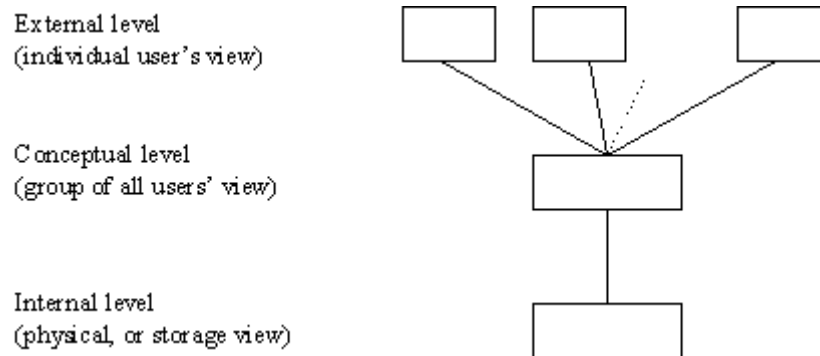 External level
(individual user's view)
Conceptual level
(group of all users' view)
Internal level
(physical, or storage view)